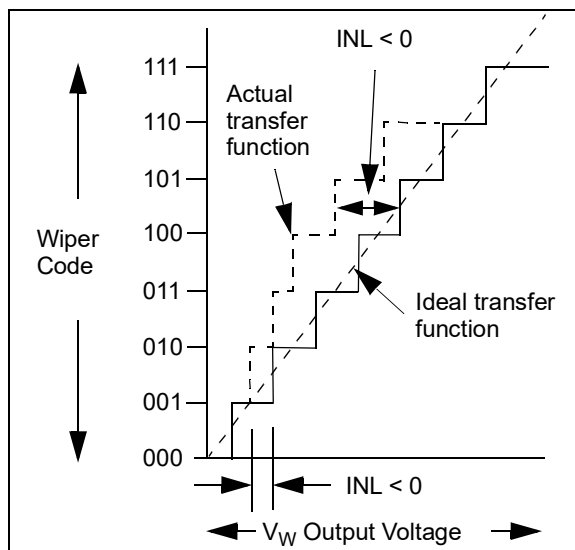 INL < 0
111
Actual
transfer
function
110
101
Wiper
Code
100
011
Ideal transfer
function
010
001
000
INL < 0
VW Output Voltage